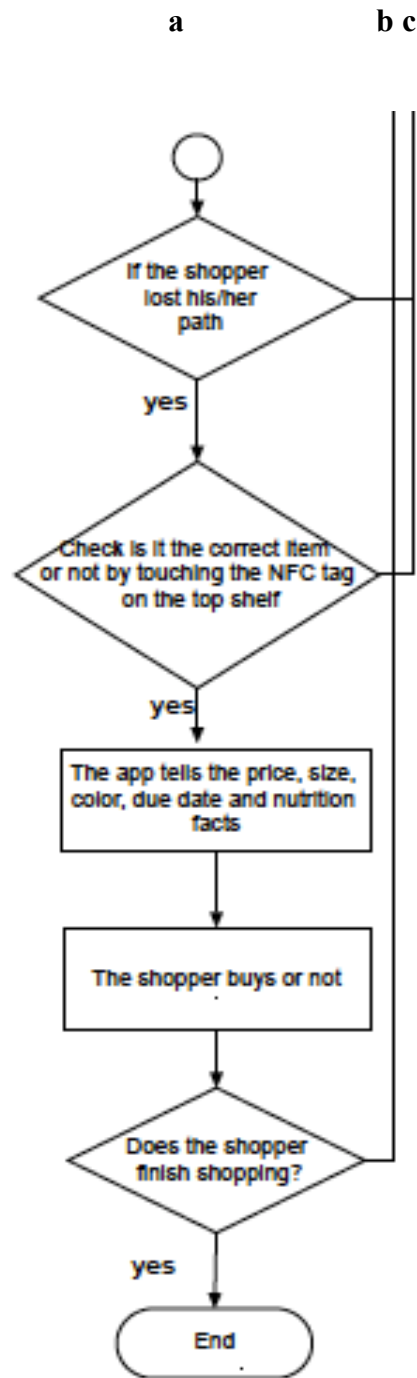 a b c
If the shopper
lost his/her
path
yes
Check is it the correct item
or not by touching the NFC tag
on the top shelf
yes
The app tells the price, size,
color, due date and nutrition
facts
The shopper buys or not
Does the shopper
finish shopping?
yes
End